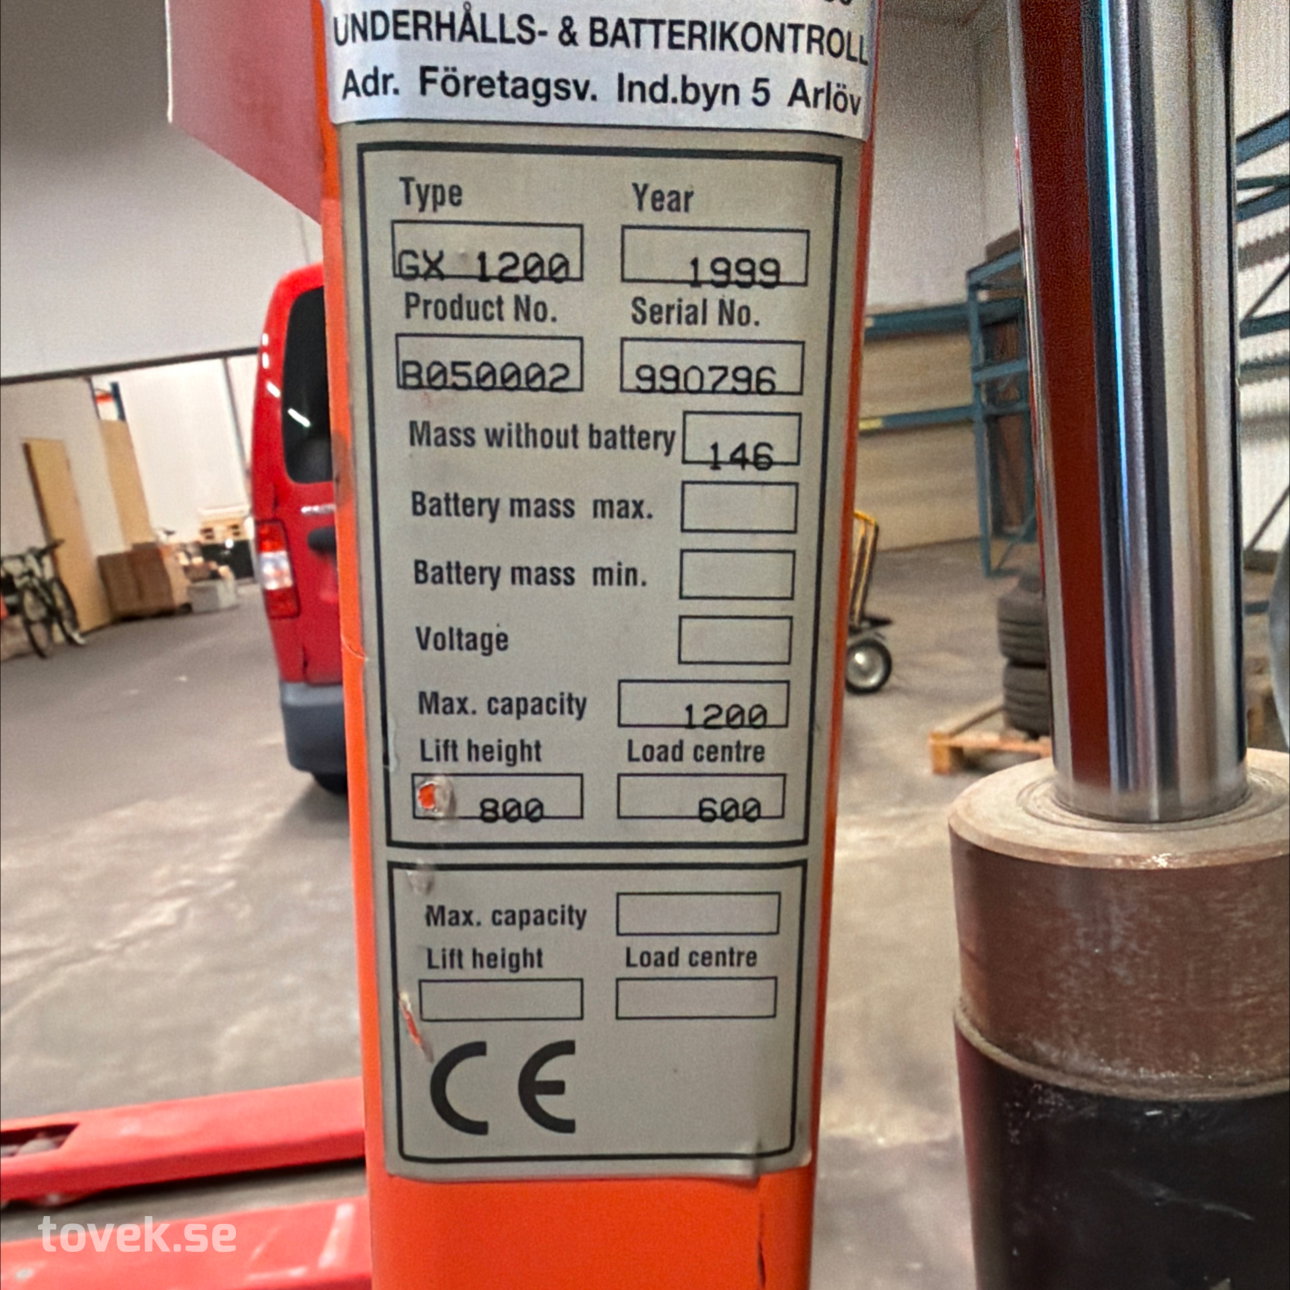 UNDERHÅLLS- & BATTERIKONTROLL
Adr. Företagsv. Ind.byn 5 Arlöv
Type Year
GX 1200 1999
Product No. Serial No.
B050002 990796
Mass without battery 146
Battery mass max.
Battery mass min.
Voltage
Max. capacity 1200
Lift height Load centre
800 600
Max. capacity
Lift height Load centre
CE
tovek.se